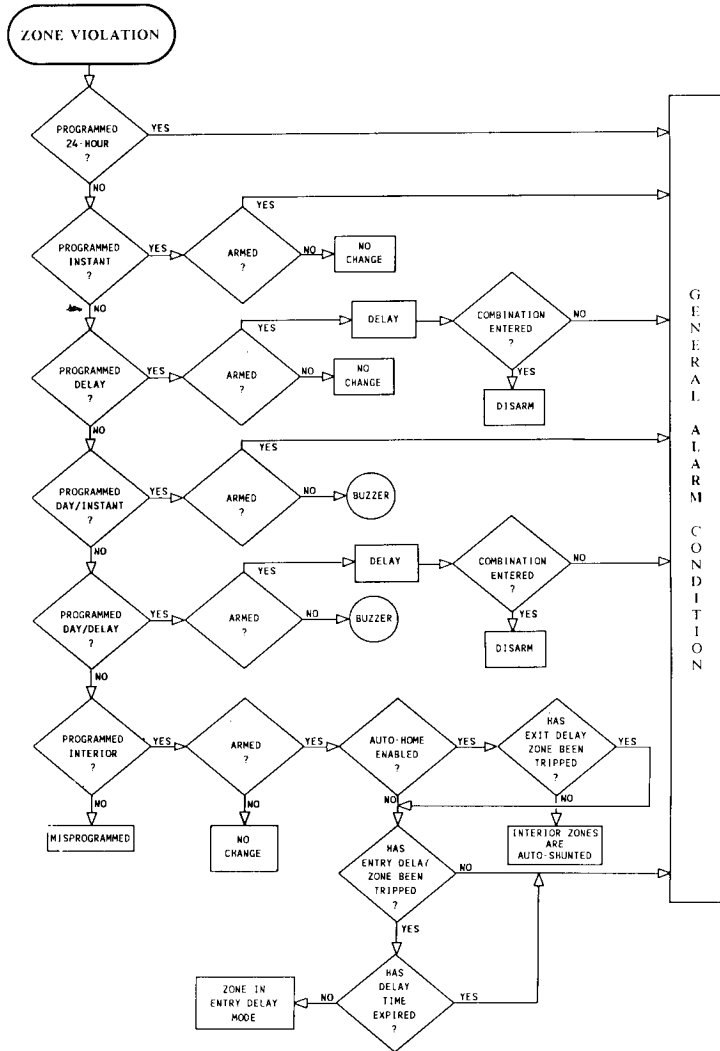 ZONE VIOLATION
PROGRAMMED
24-HOUR
?
YES
NO
PROGRAMMED
INSTANT
?
YES
ARMED
?
YES
NO
NO
CHANGE
NO
PROGRAMMED
DELAY
?
YES
ARMED
?
YES
DELAY
COMBINATION
ENTERED
?
NO
YES
DISARM
NO
NO
CHANGE
NO
PROGRAMMED
DAY/INSTANT
?
YES
ARMED
?
YES
NO
BUZZER
NO
PROGRAMMED
DAY/DELAY
?
YES
ARMED
?
YES
DELAY
COMBINATION
ENTERED
?
NO
YES
DISARM
NO
BUZZER
NO
PROGRAMMED
INTERIOR
?
YES
ARMED
?
YES
AUTO-HOME
ENABLED
?
YES
HAS
EXIT DELAY
ZONE BEEN
TRIPPED
?
YES
NO
MISPROGRAMMED
NO
NO
CHANGE
NO
NO
INTERIOR ZONES
ARE
AUTO-SHUNTED
HAS
ENTRY DELAY
ZONE BEEN
TRIPPED
?
NO
YES
HAS
DELAY
TIME
EXPIRED
?
YES
NO
ZONE IN
ENTRY DELAY
MODE
GENERAL ALARM CONDITION